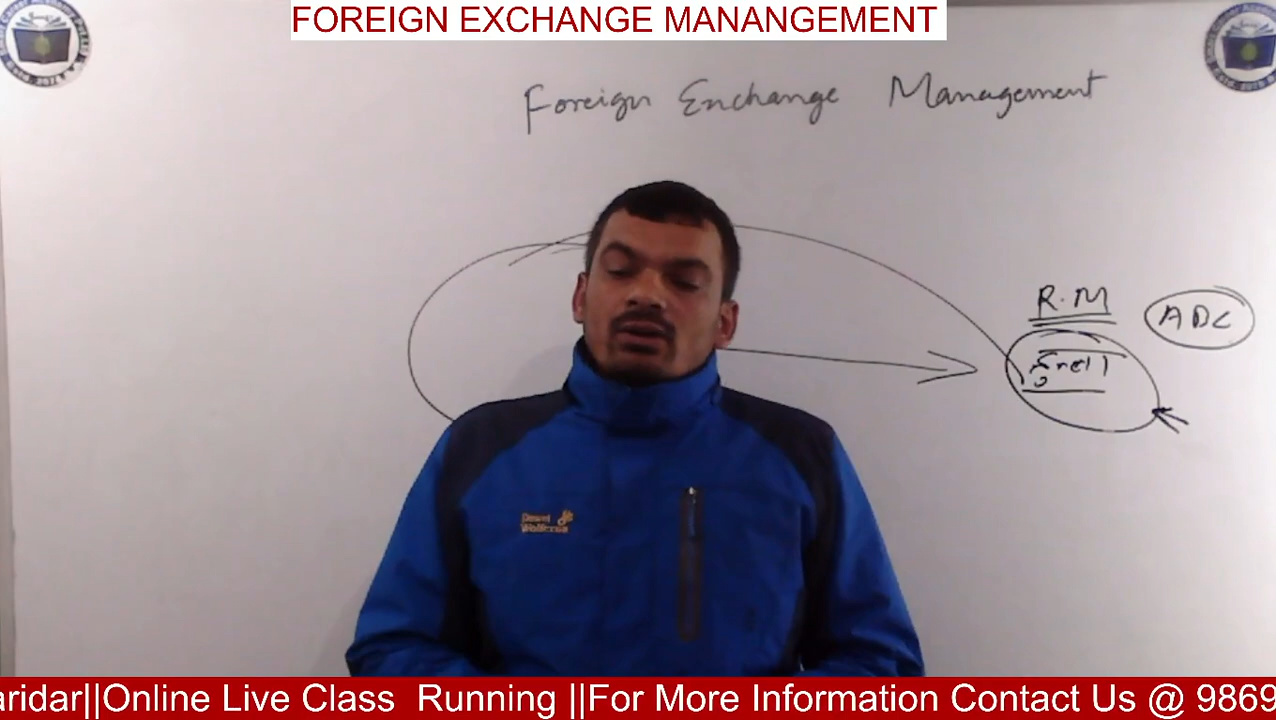 FOREIGN EXCHANGE MANANGEMENT
Foreign Exchange Management
R.M
ADC
aridar||Online Live Class Running ||For More Information Contact Us @ 9869